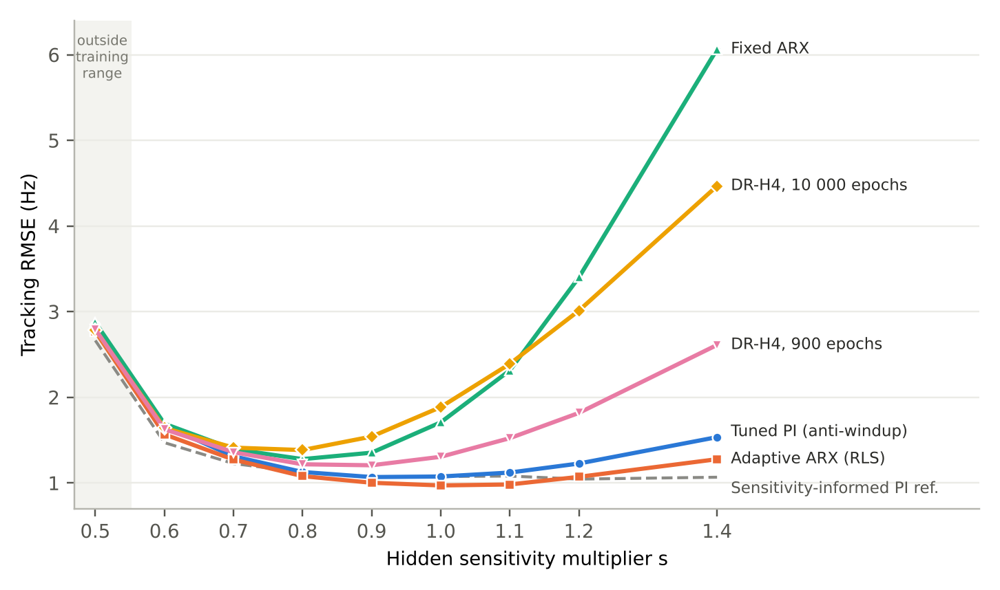 outside
training
range
6
5
4
3
2
1
Tracking RMSE (Hz)
Fixed ARX
DR-H4, 10 000 epochs
DR-H4, 900 epochs
Tuned PI (anti-windup)
Adaptive ARX (RLS)
Sensitivity-informed PI ref.
0.5 0.6 0.7 0.8 0.9 1.0 1.1 1.2 1.4
Hidden sensitivity multiplier s